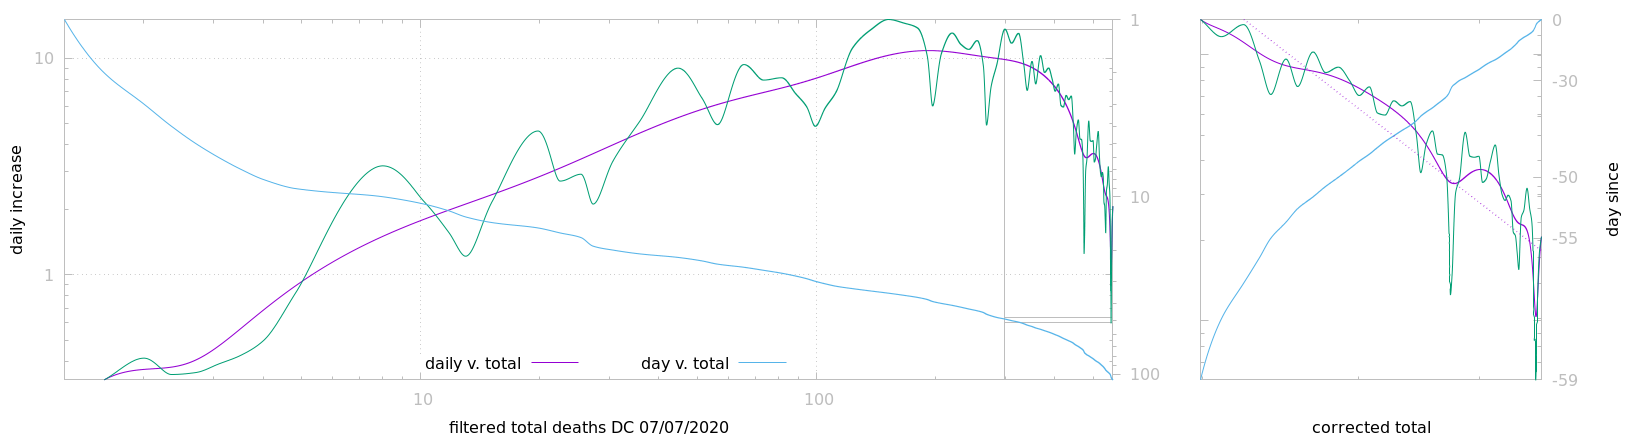 10
1
daily increase
10
100
filtered total deaths DC 07/07/2020
daily v. total
day v. total
1
10
100
0
-30
-50
-55
-59
day since
corrected total